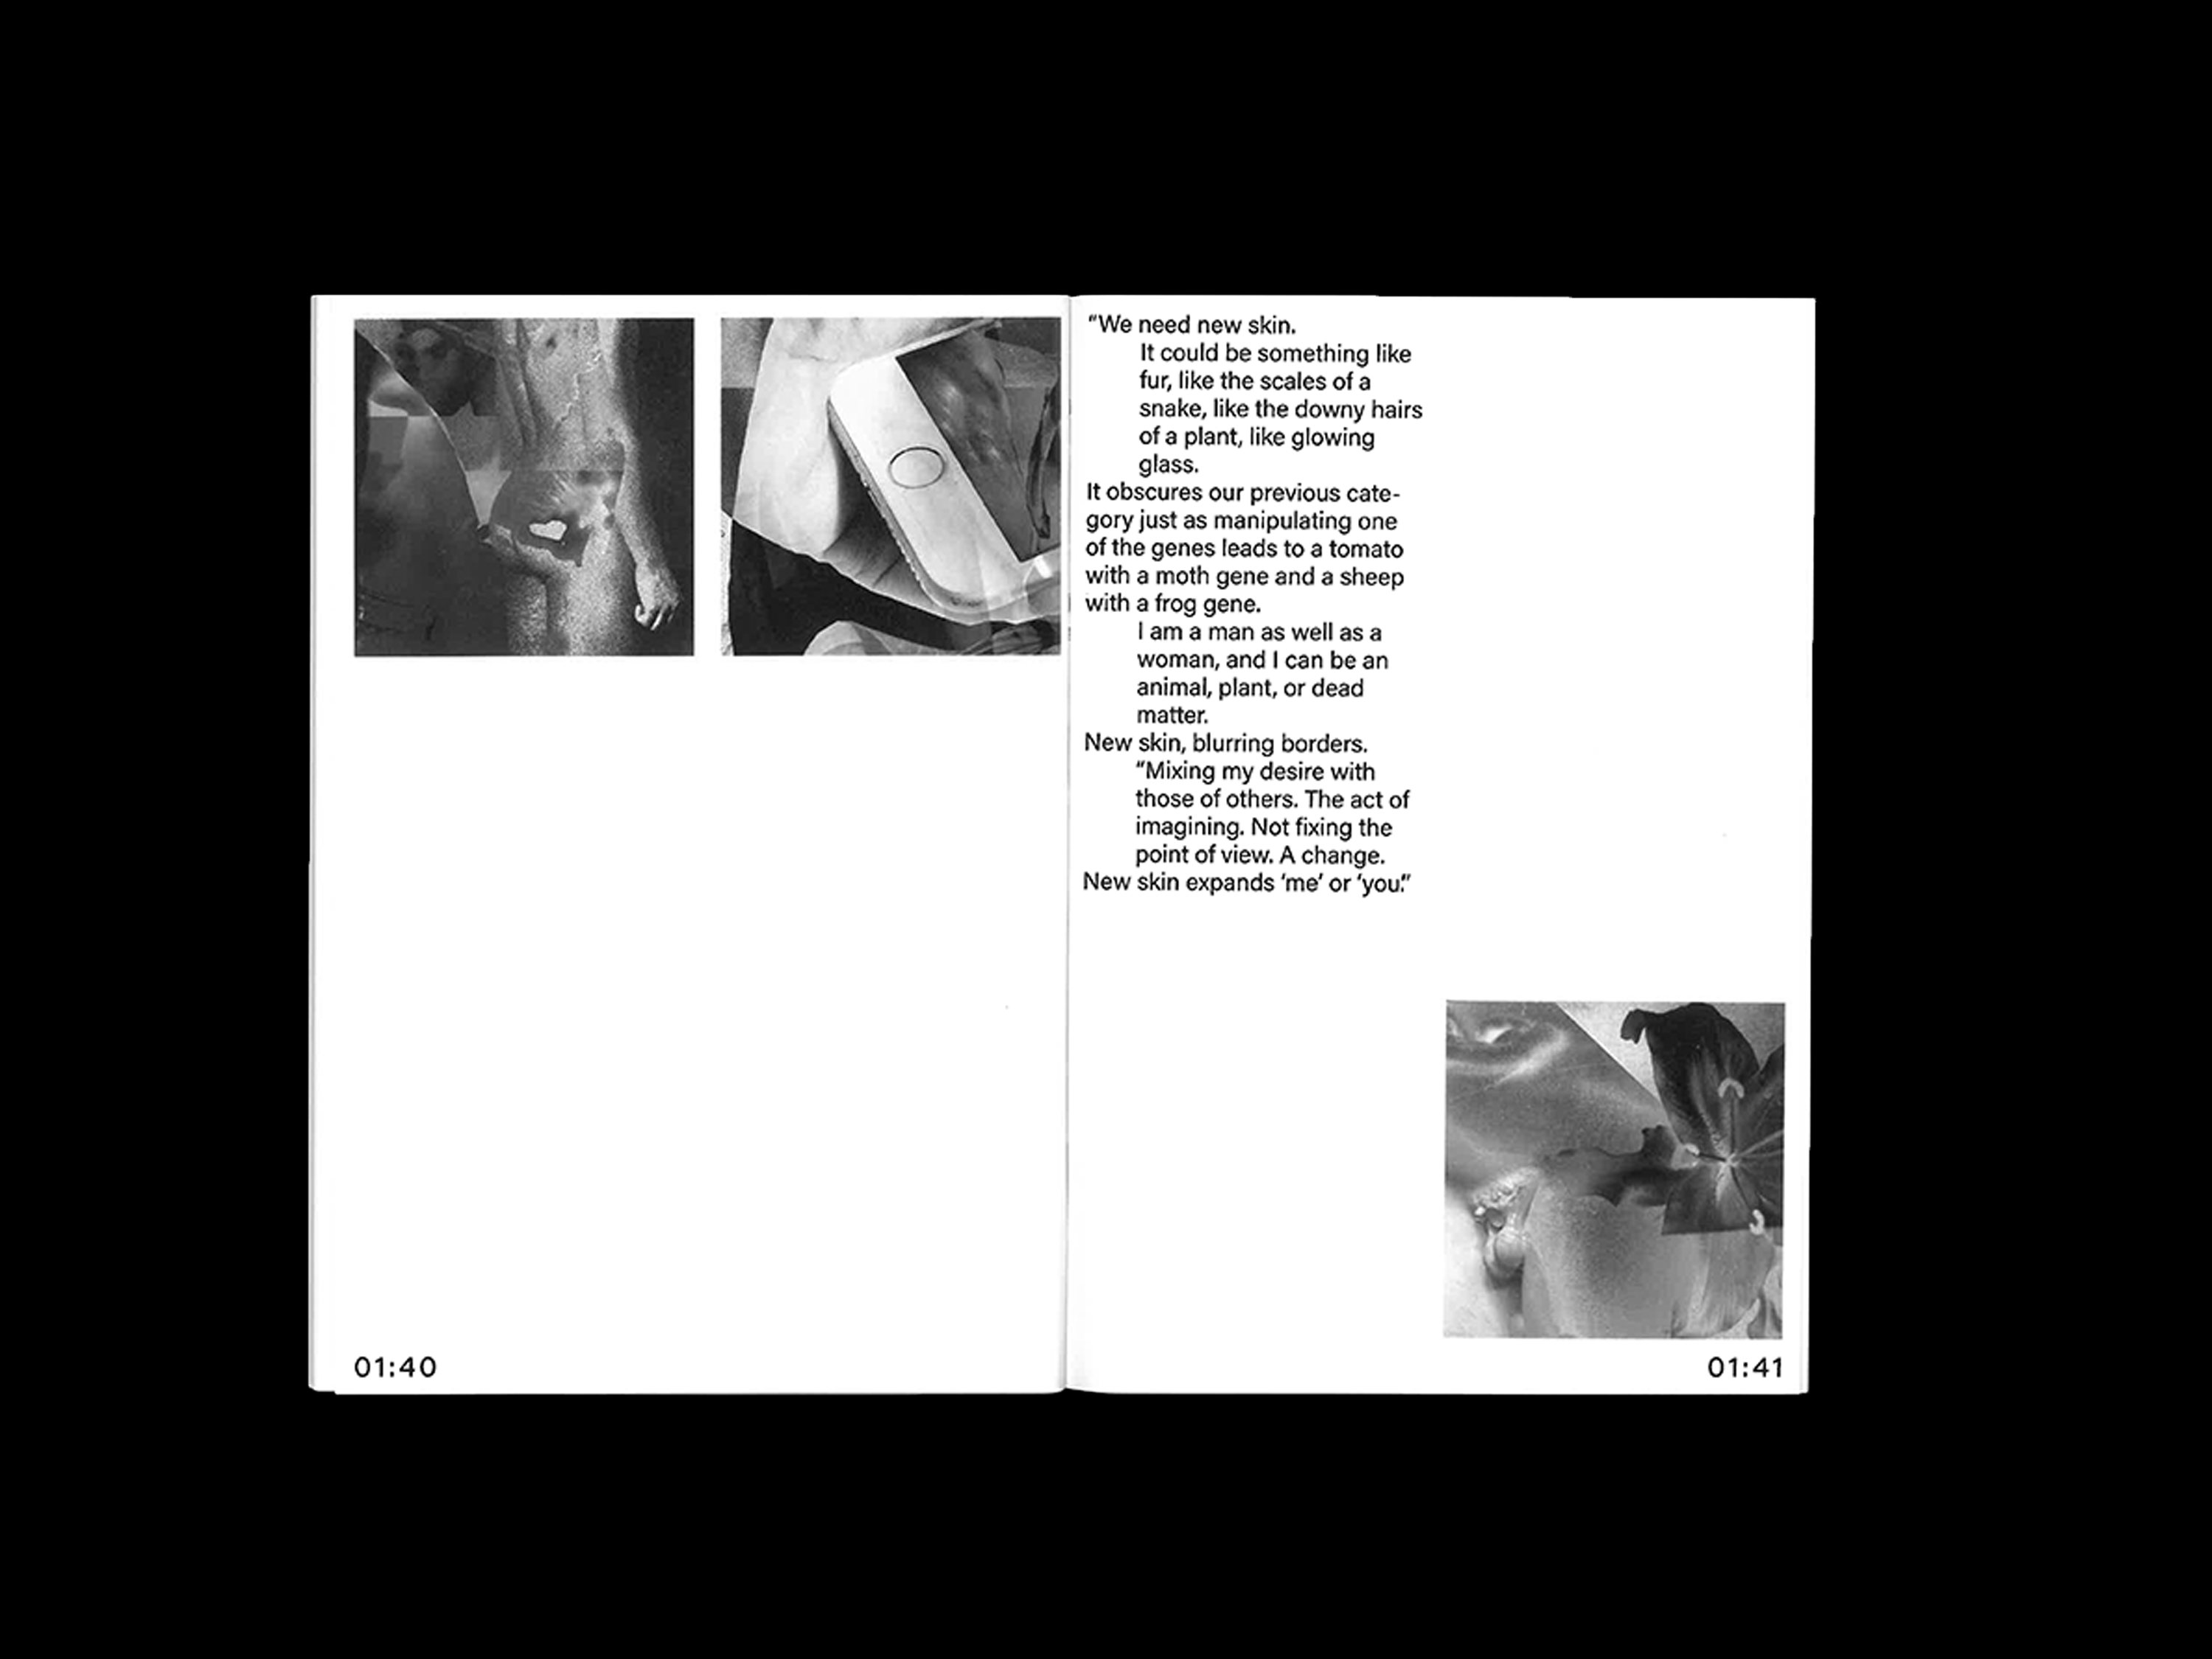 “We need new skin.
It could be something like
fur, like the scales of a
snake, like the downy hairs
of a plant, like glowing
glass.
It obscures our previous cate-
gory just as manipulating one
of the genes leads to a tomato
with a moth gene and a sheep
with a frog gene.
I am a man as well as a
woman, and I can be an
animal, plant, or dead
matter.
New skin, blurring borders.
“Mixing my desire with
those of others. The act of
imagining. Not fixing the
point of view. A change.
New skin expands ‘me’ or ‘you.”
01:40
01:41